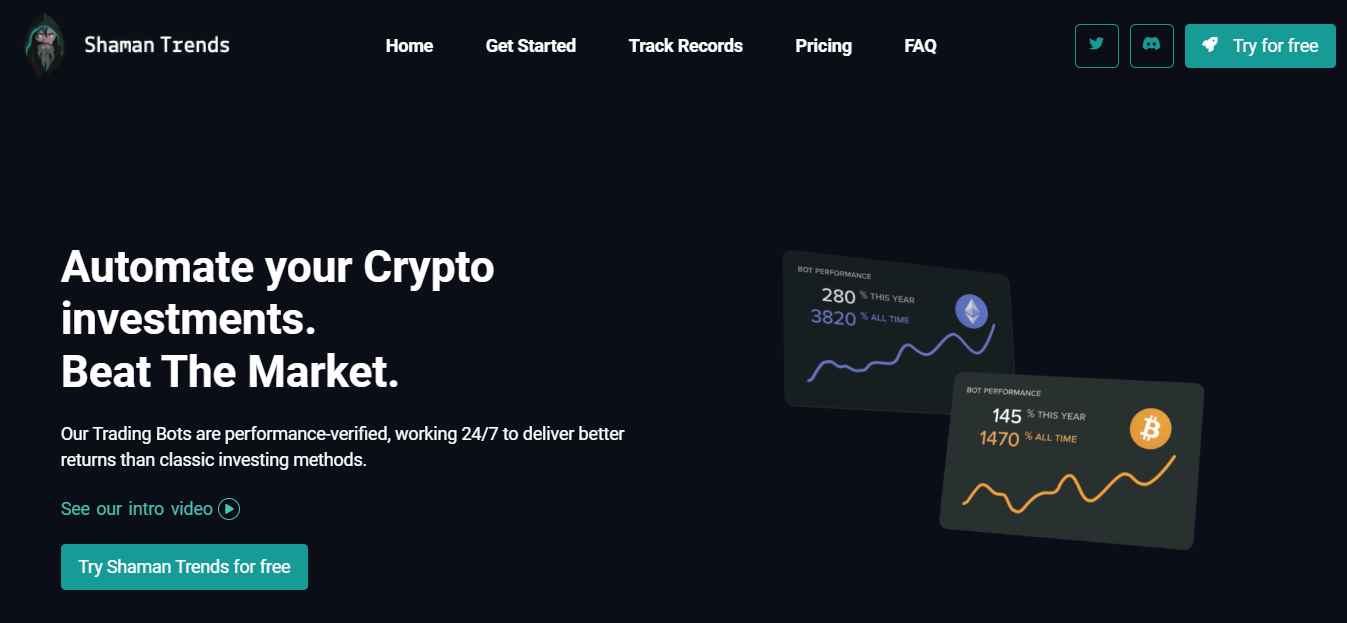 Shaman Trends
Home
Get Started
Track Records
Pricing
FAQ
Try for free
Automate your Crypto
investments.
Beat The Market.
Our Trading Bots are performance-verified, working 24/7 to deliver better
returns than classic investing methods.
See our intro video
Try Shaman Trends for free
BOT PERFORMANCE
280 % THIS YEAR
3820 % ALL TIME
BOT PERFORMANCE
145 % THIS YEAR
1470 % ALL TIME